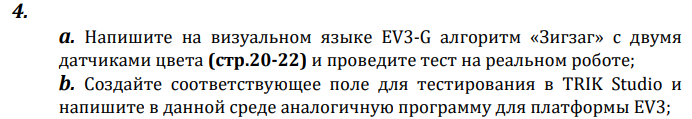 4.
a. Напишите на визуальном языке EV3-G алгоритм «Зигзаг» с двумя
датчиками цвета (стр.20-22) и проведите тест на реальном роботе;
b. Создайте соответствующее поле для тестирования в TRIK Studio и
напишите в данной среде аналогичную программу для платформы EV3;